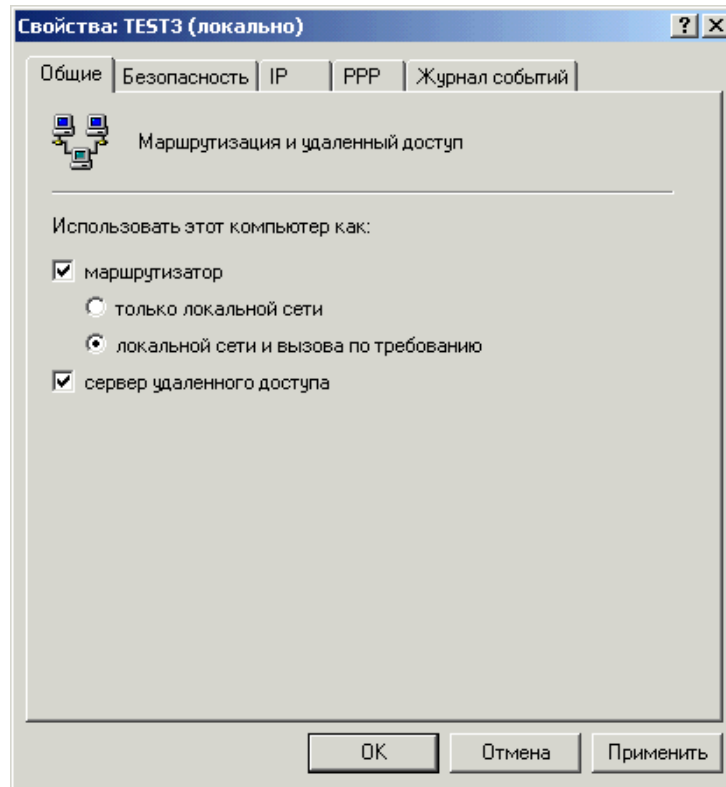 Свойства: TEST3 (локально)
Общие Безопасность IP PPP Журнал событий
Маршрутизация и удаленный доступ
Использовать этот компьютер как:
маршрутизатор
только локальной сети
локальной сети и вызова по требованию
сервер удаленного доступа
OK Отмена Применить